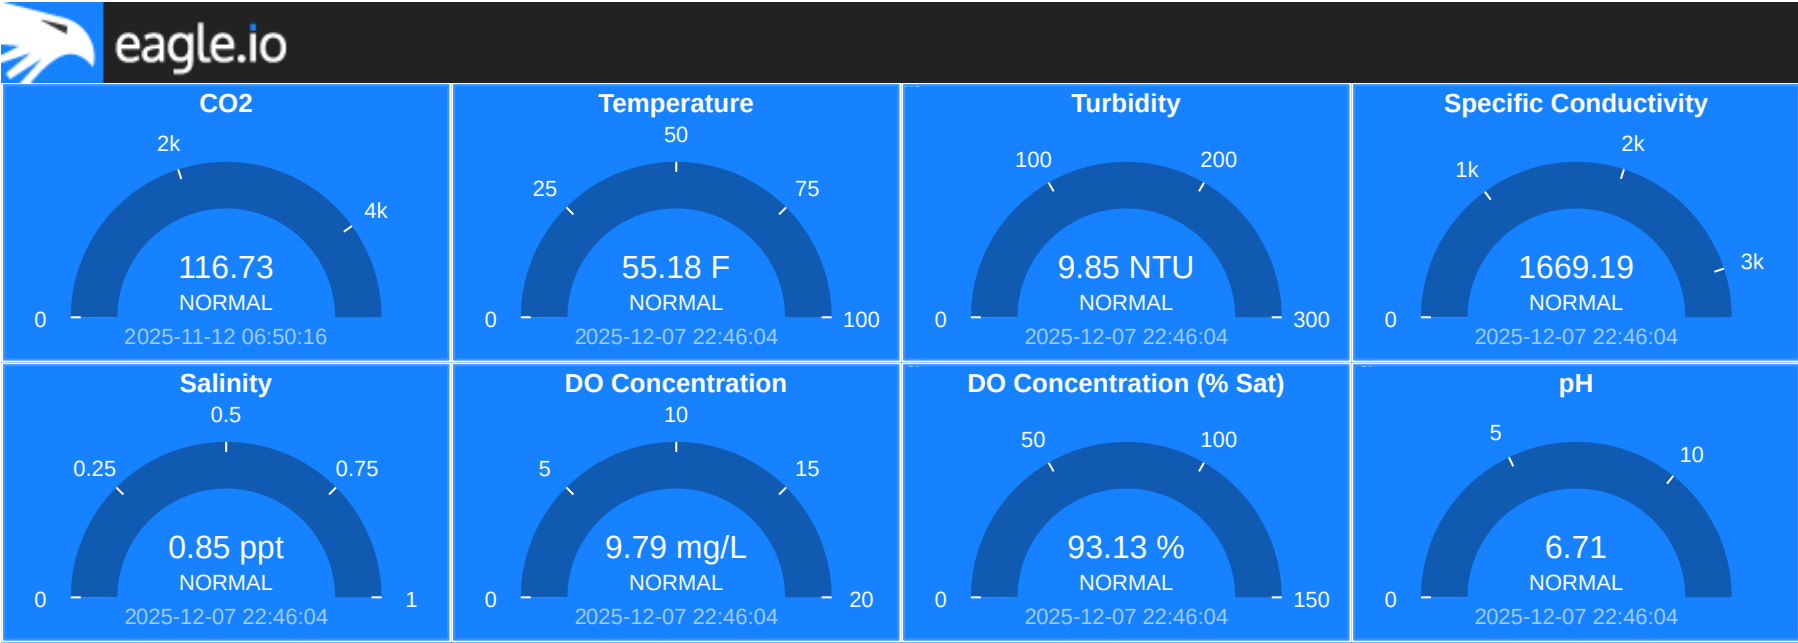 eagle.io
CO2
2k
4k
0
116.73
NORMAL
2025-11-12 06:50:16
Temperature
50
25
75
0
100
55.18 F
NORMAL
2025-12-07 22:46:04
Turbidity
100
200
0
300
9.85 NTU
NORMAL
2025-12-07 22:46:04
Specific Conductivity
2k
1k
3k
0
1669.19
NORMAL
2025-12-07 22:46:04
Salinity
0.5
0.25
0.75
0
1
0.85 ppt
NORMAL
2025-12-07 22:46:04
DO Concentration
10
5
15
0
20
9.79 mg/L
NORMAL
2025-12-07 22:46:04
DO Concentration (% Sat)
50
100
0
150
93.13 %
NORMAL
2025-12-07 22:46:04
pH
5
10
0
6.71
NORMAL
2025-12-07 22:46:04